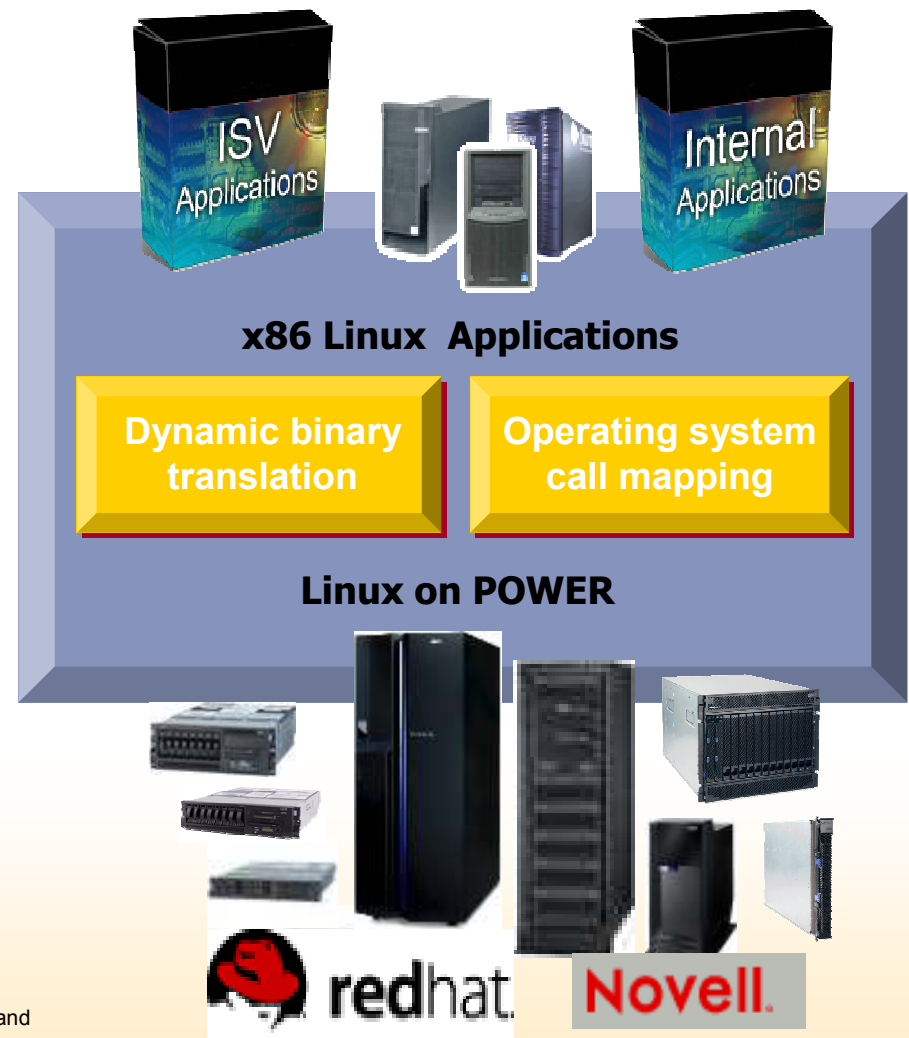 ISV
Applications
Internal
Applications
x86 Linux Applications
Dynamic binary
translation
Operating system
call mapping
Linux on POWER
redhat.
Novell.
and